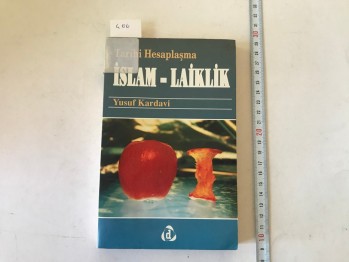 Tarihi Hesaplaşma
İSLAM - LAİKLİK
Yusuf Kardavi
d